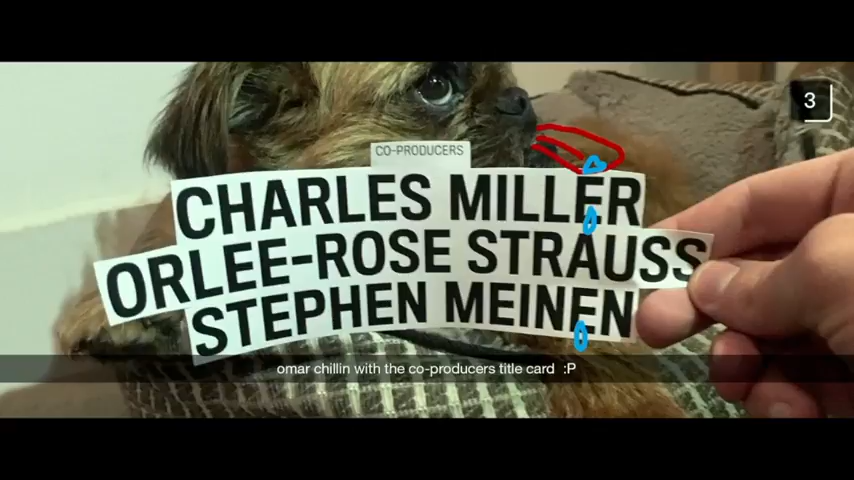 3
CO-PRODUCERS
CHARLES MILLER
ORLEE-ROSE STRAUSS
STEPHEN MEINEN
omar chillin with the co-producers title card :P